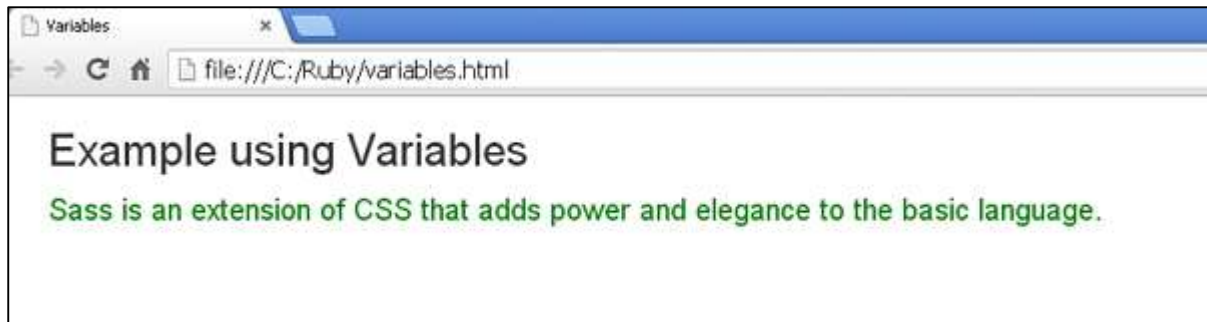 Variables
file:///C:/Ruby/variables.html
Example using Variables
Sass is an extension of CSS that adds power and elegance to the basic language.